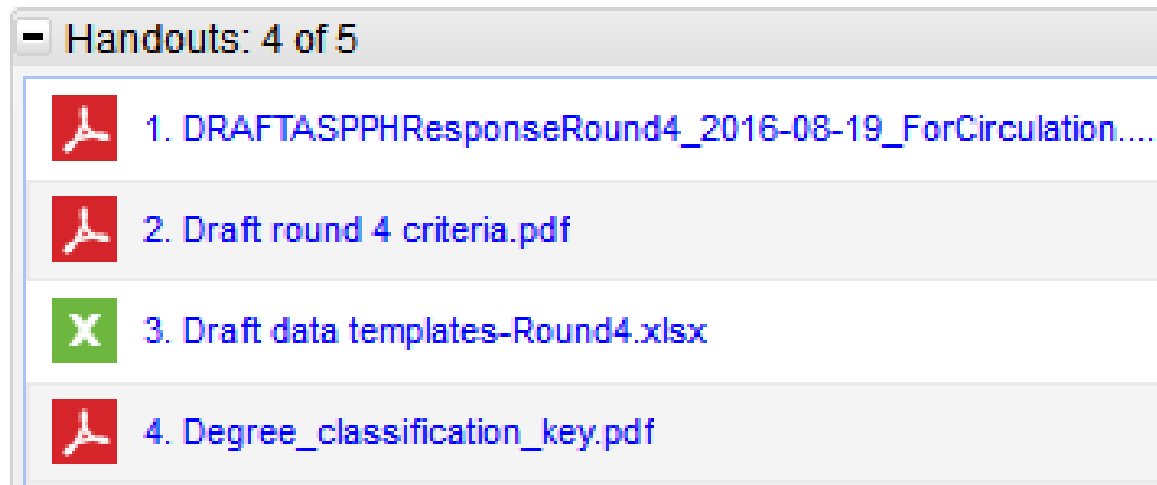 Handouts: 4 of 5
1. DRAFTASPPHResponseRound4_2016-08-19_ForCirculation....
2. Draft round 4 criteria.pdf
3. Draft data templates-Round4.xlsx
4. Degree_classification_key.pdf